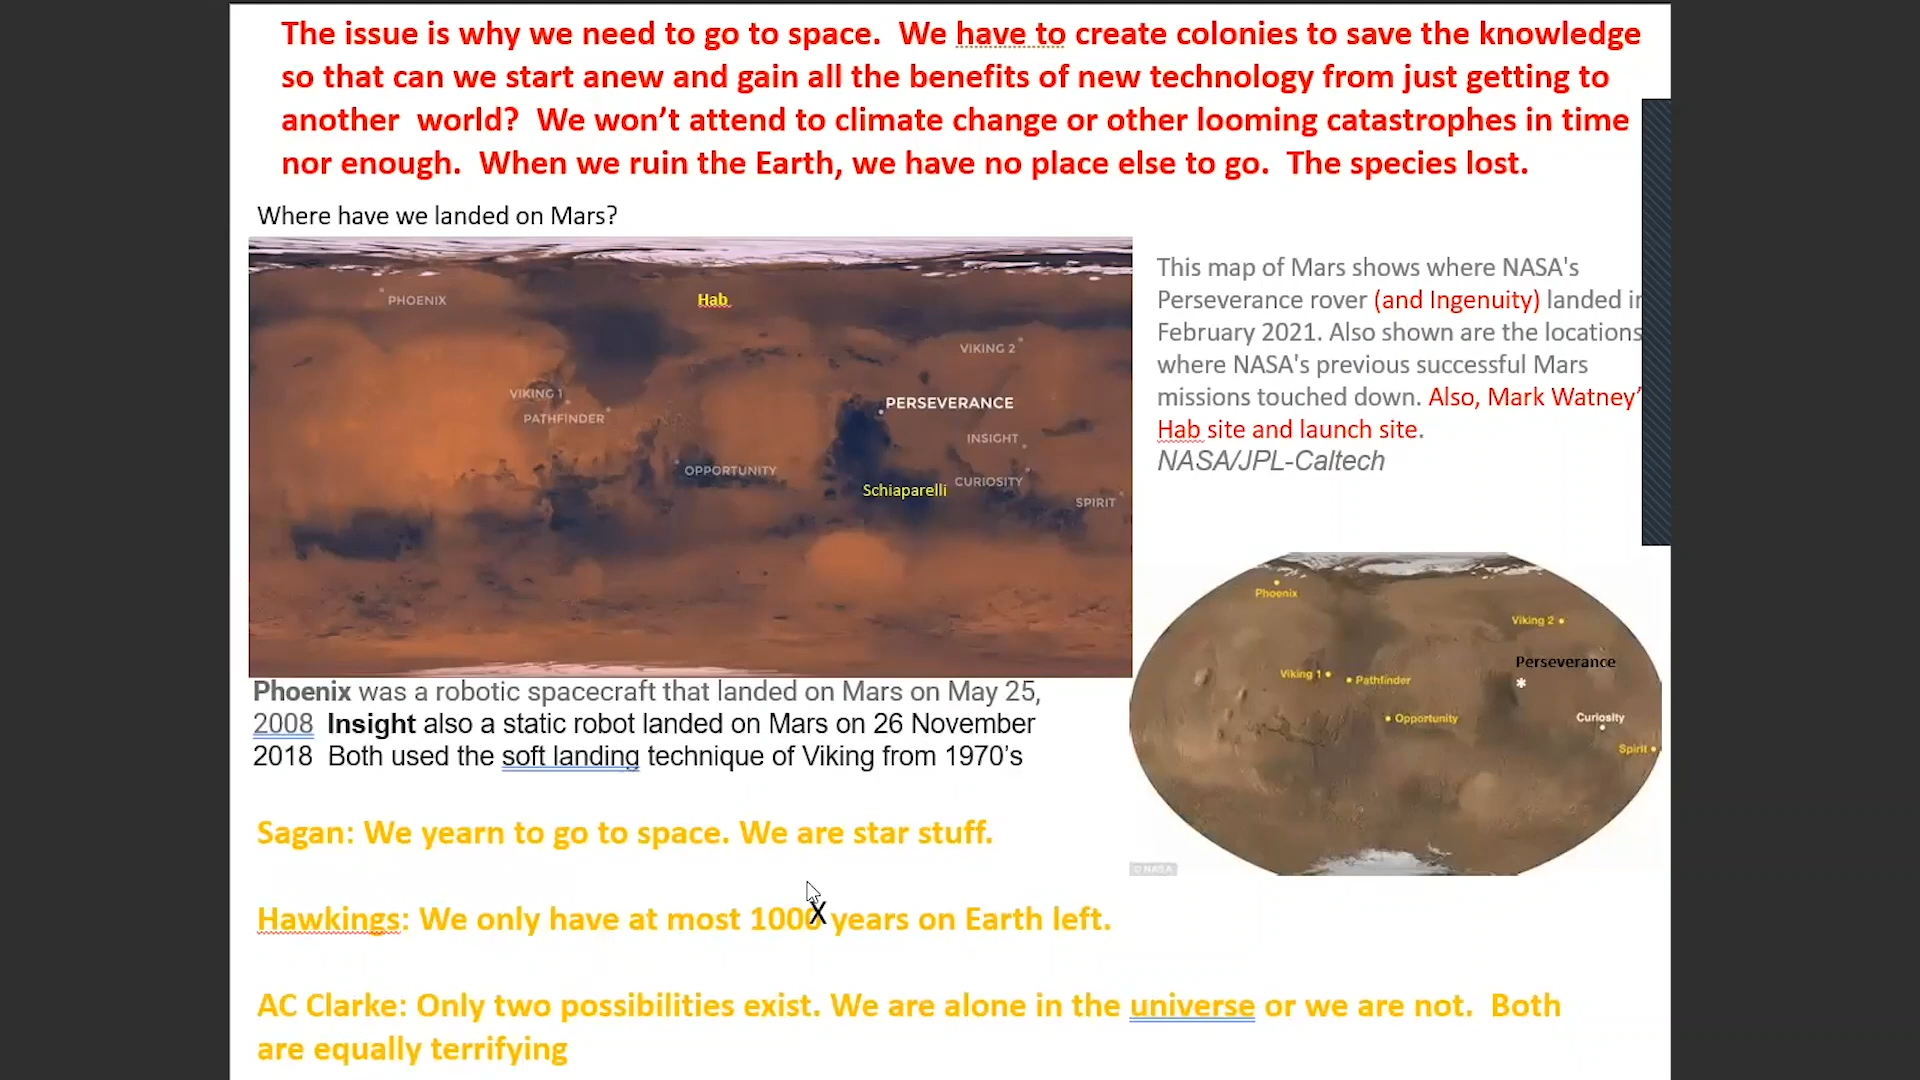 The issue is why we need to go to space.  We have to create colonies to save the knowledge
so that can we start anew and gain all the benefits of new technology from just getting to
another  world?  We won’t attend to climate change or other looming catastrophes in time
nor enough.  When we ruin the Earth, we have no place else to go.  The species lost.
Where have we landed on Mars?
PHOENIX
Hab
VIKING 2
VIKING 1
PATHFINDER
PERSEVERANCE
INSIGHT
OPPORTUNITY
CURIOSITY
Schiaparelli
SPIRIT
This map of Mars shows where NASA's
Perseverance rover (and Ingenuity) landed in
February 2021. Also shown are the locations
where NASA's previous successful Mars
missions touched down. Also, Mark Watney’
Hab site and launch site.
NASA/JPL-Caltech
Phoenix
Viking 2
Perseverance
Viking 1
Pathfinder
Opportunity
Curiosity
Spirit
© NASA
Phoenix was a robotic spacecraft that landed on Mars on May 25,
2008  Insight also a static robot landed on Mars on 26 November
2018  Both used the soft landing technique of Viking from 1970’s
Sagan: We yearn to go to space. We are star stuff.
Hawkings: We only have at most 1000 years on Earth left.
X
AC Clarke: Only two possibilities exist. We are alone in the universe or we are not.  Both
are equally terrifying